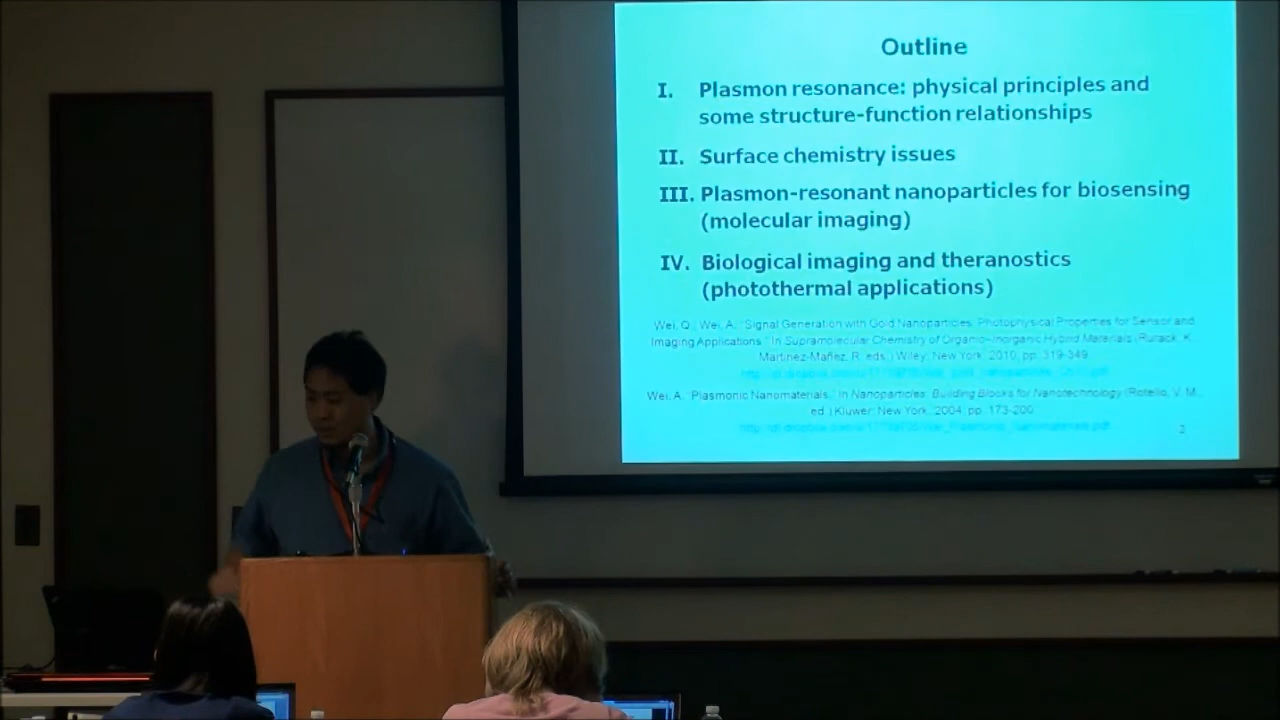 Outline
I. Plasmon resonance: physical principles and
some structure-function relationships
II. Surface chemistry issues
III. Plasmon-resonant nanoparticles for biosensing
(molecular imaging)
IV. Biological imaging and theranostics
(photothermal applications)
Wei, Q.; Wei, A. "Signal Generation with Gold Nanoparticles: Photophysical Properties for Sensor and
Imaging Applications." In Supramolecular Chemistry of Organic-Inorganic Hybrid Materials (Rurack, K.;
Martinez-Mañez, R. eds.) Wiley: New York, 2010, pp. 319-349.
Wei, A. "Plasmonic Nanomaterials." In Nanoparticles: Building Blocks for Nanotechnology (Rotello, V. M.,
ed.) Kluwer: New York, 2004, pp. 173-200.
2